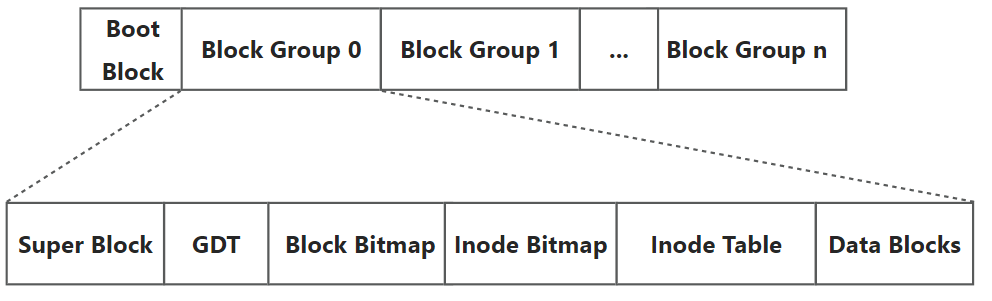 Boot
Block
Block Group 0
Block Group 1
...
Block Group n
Super Block
GDT
Block Bitmap
Inode Bitmap
Inode Table
Data Blocks